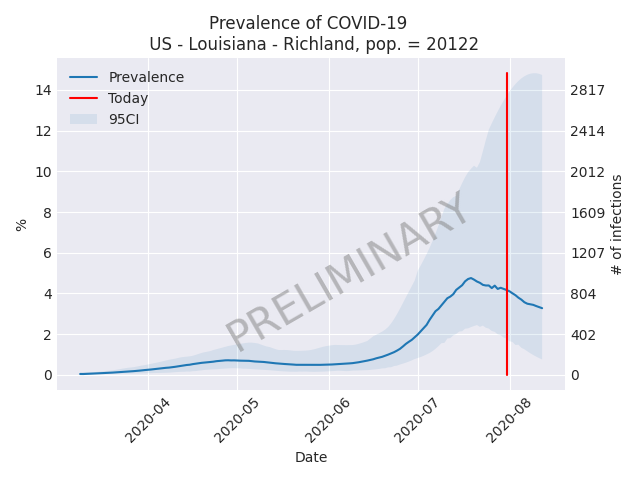 Prevalence of COVID-19
US - Louisiana - Richland, pop. = 20122
Prevalence
Today
95CI
14
12
10
8
6
4
2
0
%
2817
2414
2012
1609
1207
804
402
0
# of infections
PRELIMINARY
2020-04
2020-05
2020-06
2020-07
2020-08
Date